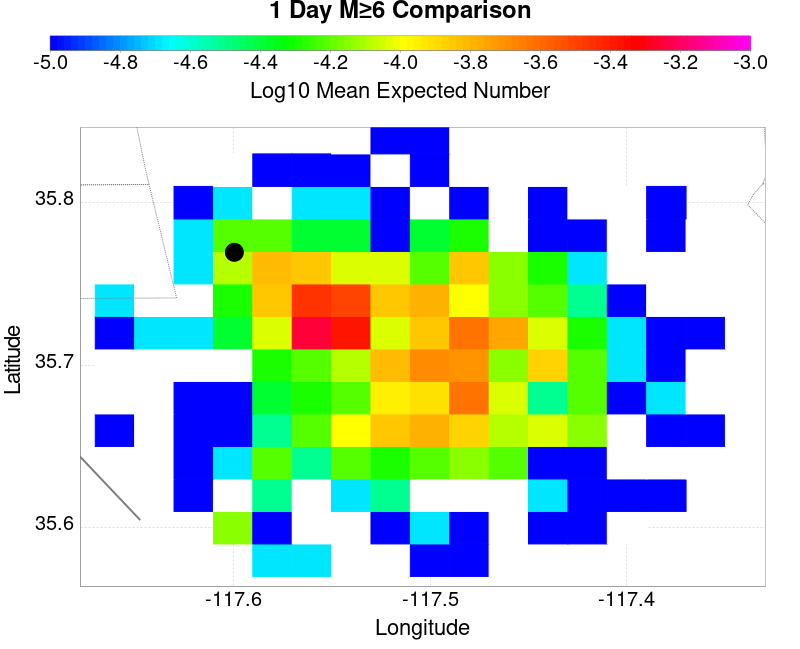 1 Day M≥6 Comparison
-5.0 -4.8 -4.6 -4.4 -4.2 -4.0 -3.8 -3.6 -3.4 -3.2 -3.0
Log10 Mean Expected Number
35.8
35.7
35.6
Latitude
-117.6 -117.5 -117.4
Longitude